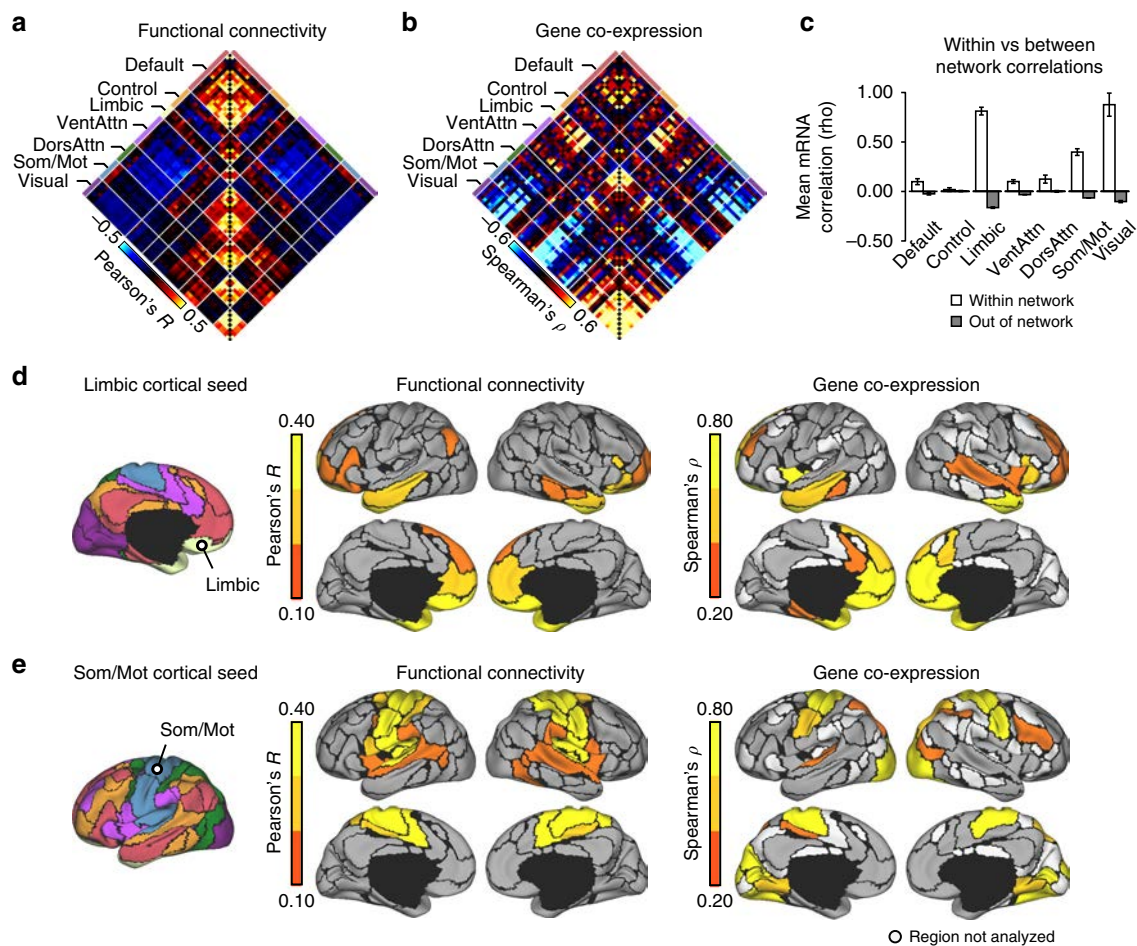 a
Functional connectivity
Default
Control
Limbic
VentAttn
DorsAttn
Som/Mot
Visual
–0.5
Pearson's R
0.5
b
Gene co-expression
Default
Control
Limbic
VentAttn
DorsAttn
Som/Mot
Visual
–0.6
Spearman's ρ
0.6
c
Within vs between
network correlations
Mean mRNA
correlation (rho)
1.00
0.50
0.00
–0.50
Default
Control
Limbic
VentAttn
DorsAttn
Som/Mot
Visual
Within network
Out of network
d
Limbic cortical seed
Limbic
Functional connectivity
0.40
Pearson's R
0.10
Gene co-expression
0.80
Spearman's ρ
0.20
e
Som/Mot cortical seed
Som/Mot
Functional connectivity
0.40
Pearson's R
0.10
Gene co-expression
0.80
Spearman's ρ
0.20
Region not analyzed